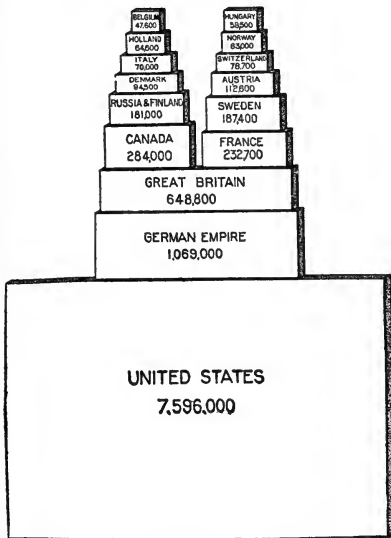 BELGIUM
47,600
HOLLAND
64,600
ITALY
70,000
DENMARK
94,500
RUSSIA & FINLAND
181,000
CANADA
284,000
HUNGARY
58,500
NORWAY
63,000
SWITZERLAND
78,700
AUSTRIA
112,600
SWEDEN
187,400
FRANCE
232,700
GREAT BRITAIN
648,800
GERMAN EMPIRE
1,069,000
UNITED STATES
7,596,000